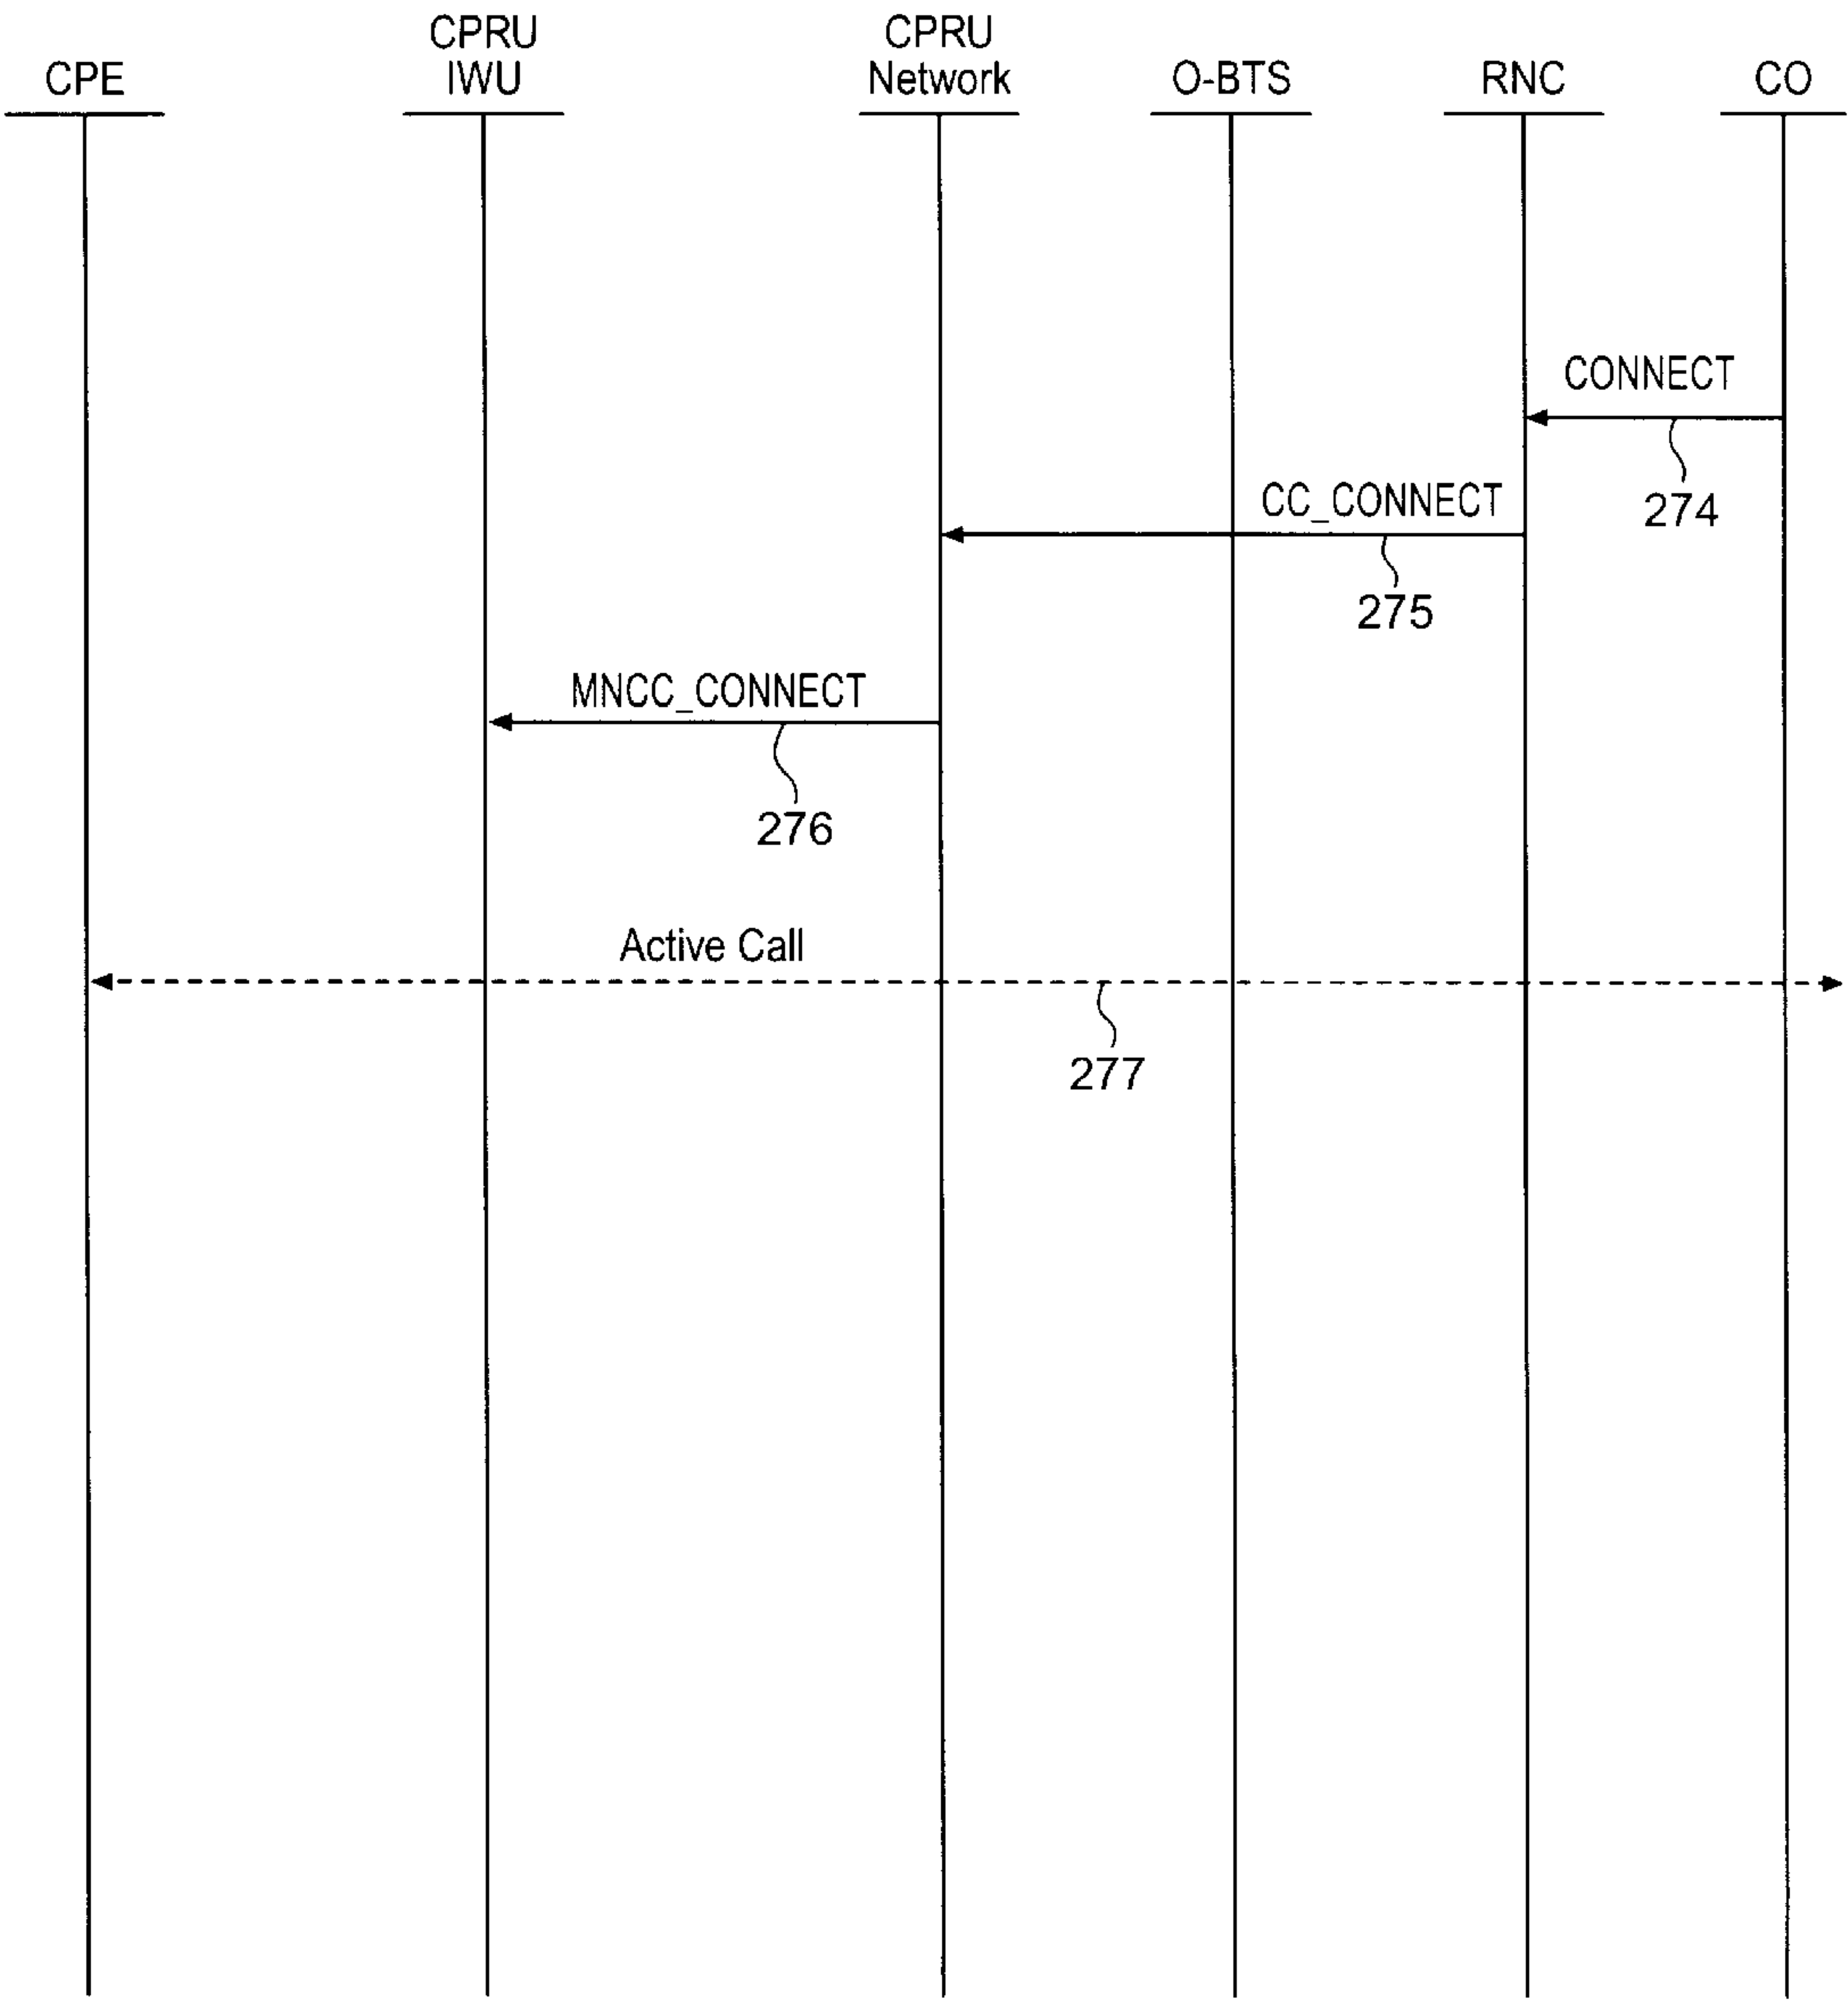 CPE
CPRU
IWU
CPRU
Network
O-BTS
RNC
CO
CONNECT
274
CC_CONNECT
275
MNCC_CONNECT
276
Active Call
277